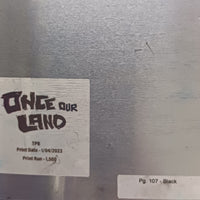 ONCE OUR
LAND
TPB
Print Date - 1/04/2023
Print Run - 1,500
Pg. 107 - Black